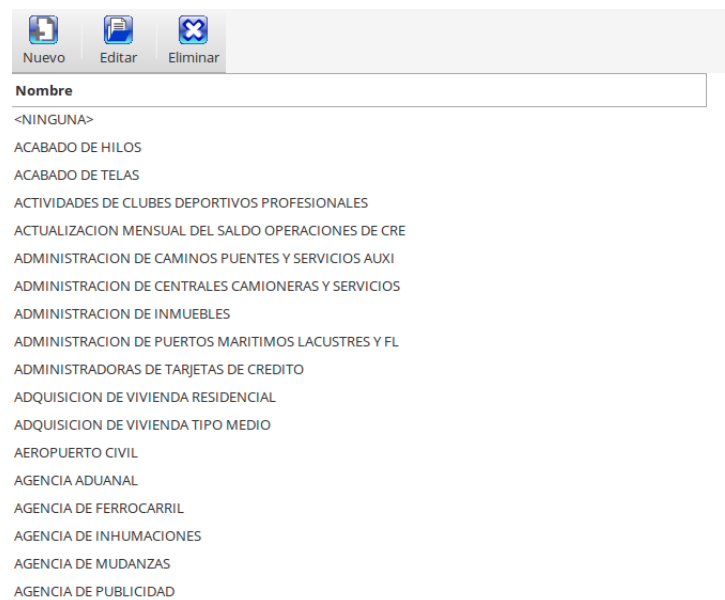 Nuevo Editar Eliminar
Nombre
<NINGUNA>
ACABADO DE HILOS
ACABADO DE TELAS
ACTIVIDADES DE CLUBES DEPORTIVOS PROFESIONALES
ACTUALIZACION MENSUAL DEL SALDO OPERACIONES DE CRE
ADMINISTRACION DE CAMINOS PUENTES Y SERVICIOS AUXI
ADMINISTRACION DE CENTRALES CAMIONERAS Y SERVICIOS
ADMINISTRACION DE INMUEBLES
ADMINISTRACION DE PUERTOS MARITIMOS LACUSTRES Y FL
ADMINISTRADORAS DE TARJETAS DE CREDITO
ADQUISICION DE VIVIENDA RESIDENCIAL
ADQUISICION DE VIVIENDA TIPO MEDIO
AEROPUERTO CIVIL
AGENCIA ADUANAL
AGENCIA DE FERROCARRIL
AGENCIA DE INHUMACIONES
AGENCIA DE MUDANZAS
AGENCIA DE PUBLICIDAD